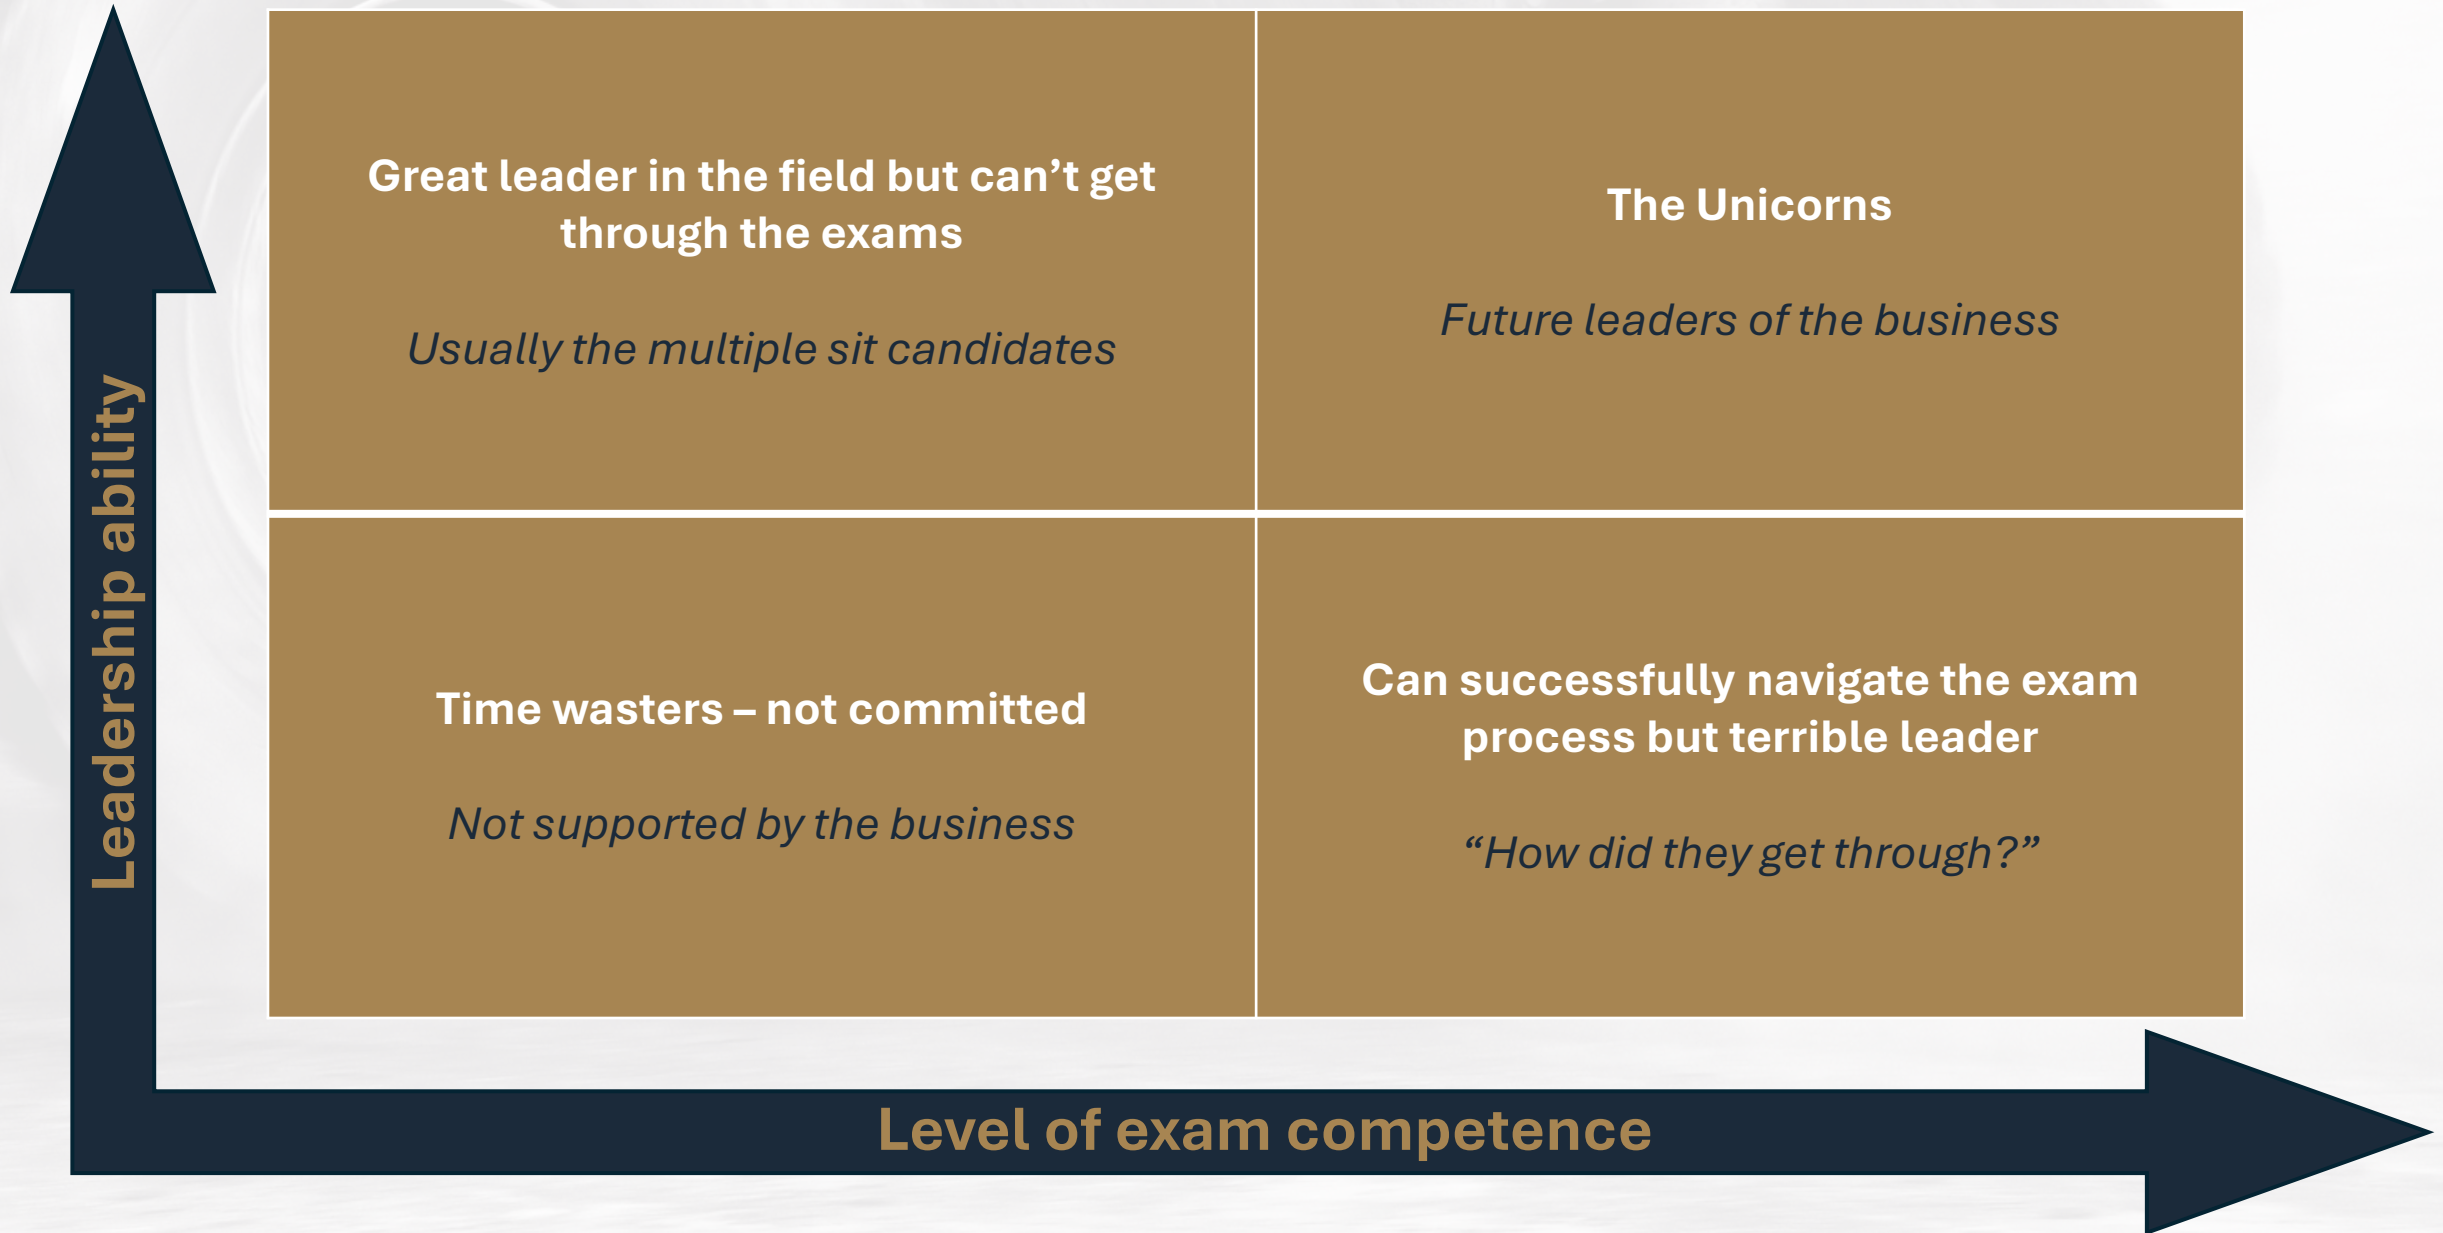 Great leader in the field but can’t get
through the exams
Usually the multiple sit candidates
The Unicorns
Future leaders of the business
Leadership ability
Time wasters – not committed
Not supported by the business
Can successfully navigate the exam
process but terrible leader
“How did they get through?”
Level of exam competence